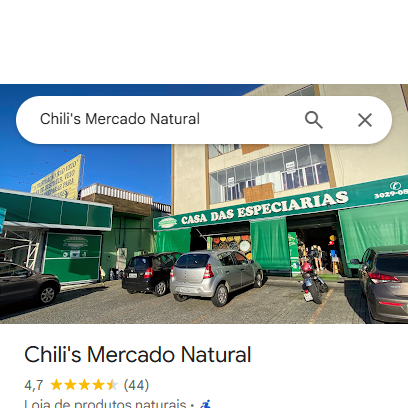 Chili's Mercado Natural
CASA DAS ESPECIARIAS
Chili's Mercado Natural
4,7 (44)
Loja de produtos naturais ·